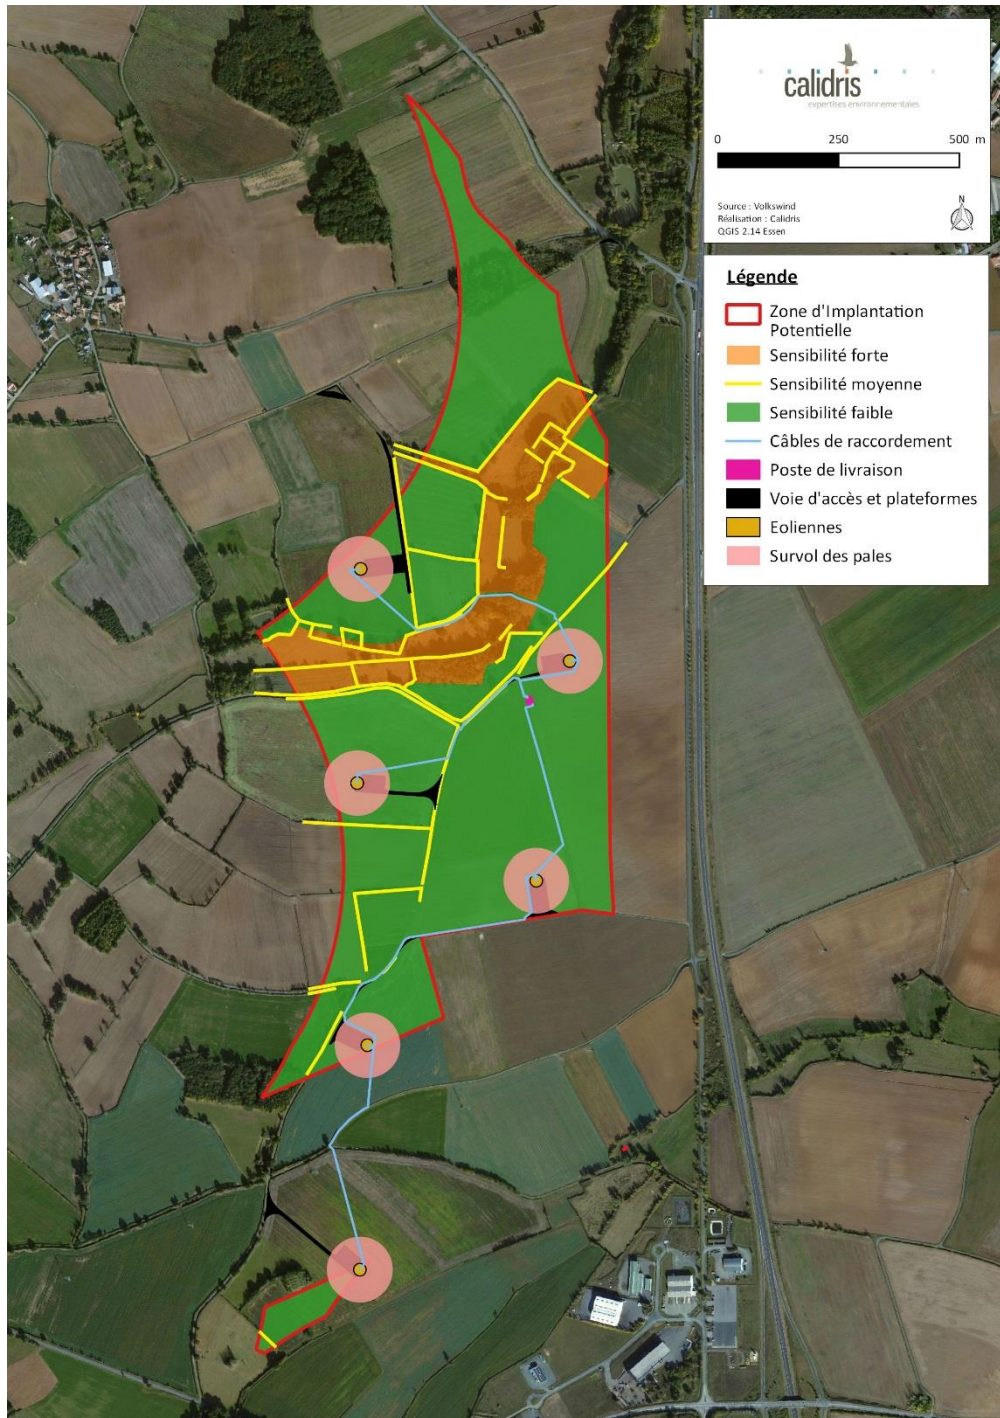 calidris
expertises environnementales
0 250 500 m
Source : Volkswind
Réalisation : Calidris
QGIS 2.14 Essen
N
Légende
Zone d'Implantation
Potentielle
Sensibilité forte
Sensibilité moyenne
Sensibilité faible
Câbles de raccordement
Poste de livraison
Voie d'accès et plateformes
Eoliennes
Survol des pales